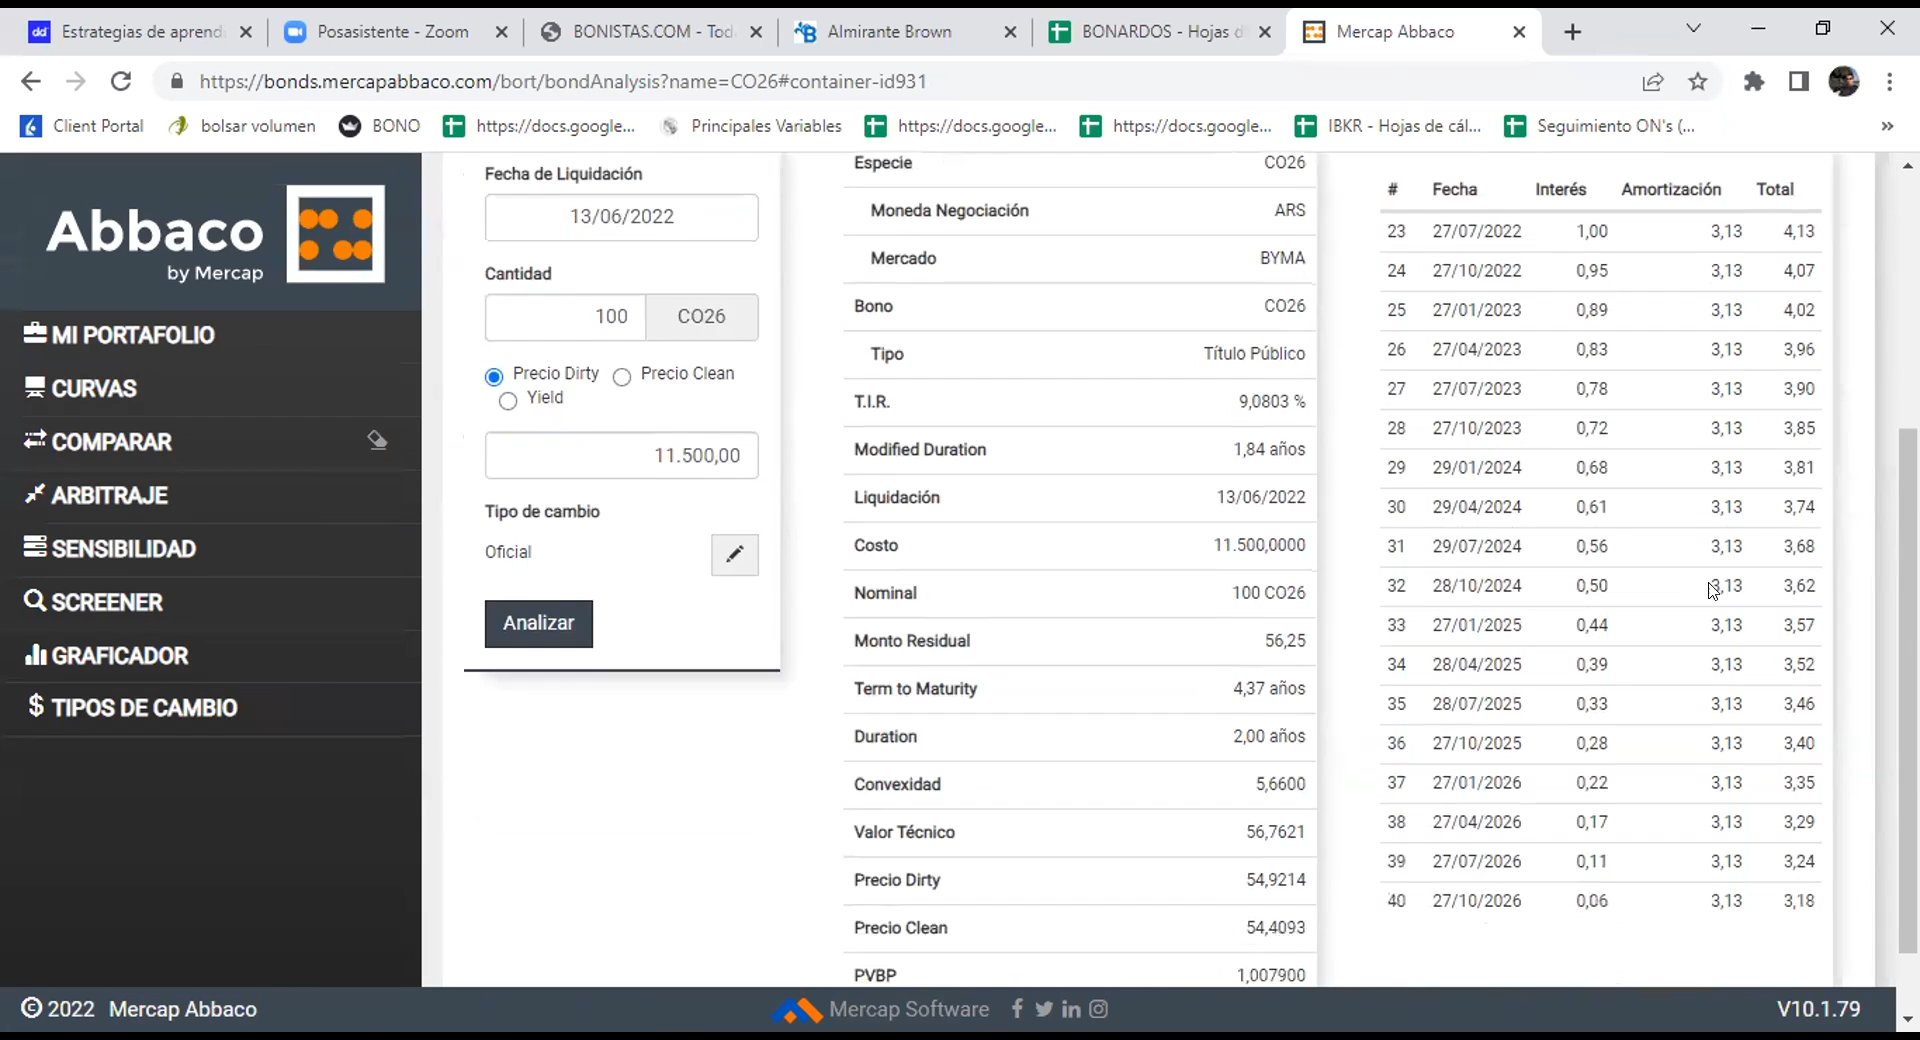 Estrategias de aprend
Posasistente - Zoom
BONISTAS.COM - Tod
Almirante Brown
BONARDOS - Hojas d
Mercap Abbaco
https://bonds.mercapabbaco.com/bort/bondAnalysis?name=CO26#container-id931
Client Portal
bolsar volumen
BONO
https://docs.google...
Principales Variables
https://docs.google...
https://docs.google...
IBKR - Hojas de cál...
Seguimiento ON's (...
»
Abbaco
by Mercap
MI PORTAFOLIO
CURVAS
COMPARAR
ARBITRAJE
SENSIBILIDAD
SCREENER
GRAFICADOR
$ TIPOS DE CAMBIO
Fecha de Liquidación
13/06/2022
Cantidad
100 CO26
Precio Dirty Precio Clean
Yield
11.500,00
Tipo de cambio
Oficial
Analizar
Especie CO26
Moneda Negociación ARS
Mercado BYMA
Bono CO26
Tipo Título Público
T.I.R. 9,0803 %
Modified Duration 1,84 años
Liquidación 13/06/2022
Costo 11.500,0000
Nominal 100 CO26
Monto Residual 56,25
Term to Maturity 4,37 años
Duration 2,00 años
Convexidad 5,6600
Valor Técnico 56,7621
Precio Dirty 54,9214
Precio Clean 54,4093
PVBP 1,007900
# Fecha Interés Amortización Total
23 27/07/2022 1,00 3,13 4,13
24 27/10/2022 0,95 3,13 4,07
25 27/01/2023 0,89 3,13 4,02
26 27/04/2023 0,83 3,13 3,96
27 27/07/2023 0,78 3,13 3,90
28 27/10/2023 0,72 3,13 3,85
29 29/01/2024 0,68 3,13 3,81
30 29/04/2024 0,61 3,13 3,74
31 29/07/2024 0,56 3,13 3,68
32 28/10/2024 0,50 3,13 3,62
33 27/01/2025 0,44 3,13 3,57
34 28/04/2025 0,39 3,13 3,52
35 28/07/2025 0,33 3,13 3,46
36 27/10/2025 0,28 3,13 3,40
37 27/01/2026 0,22 3,13 3,35
38 27/04/2026 0,17 3,13 3,29
39 27/07/2026 0,11 3,13 3,24
40 27/10/2026 0,06 3,13 3,18
© 2022 Mercap Abbaco
Mercap Software
V10.1.79